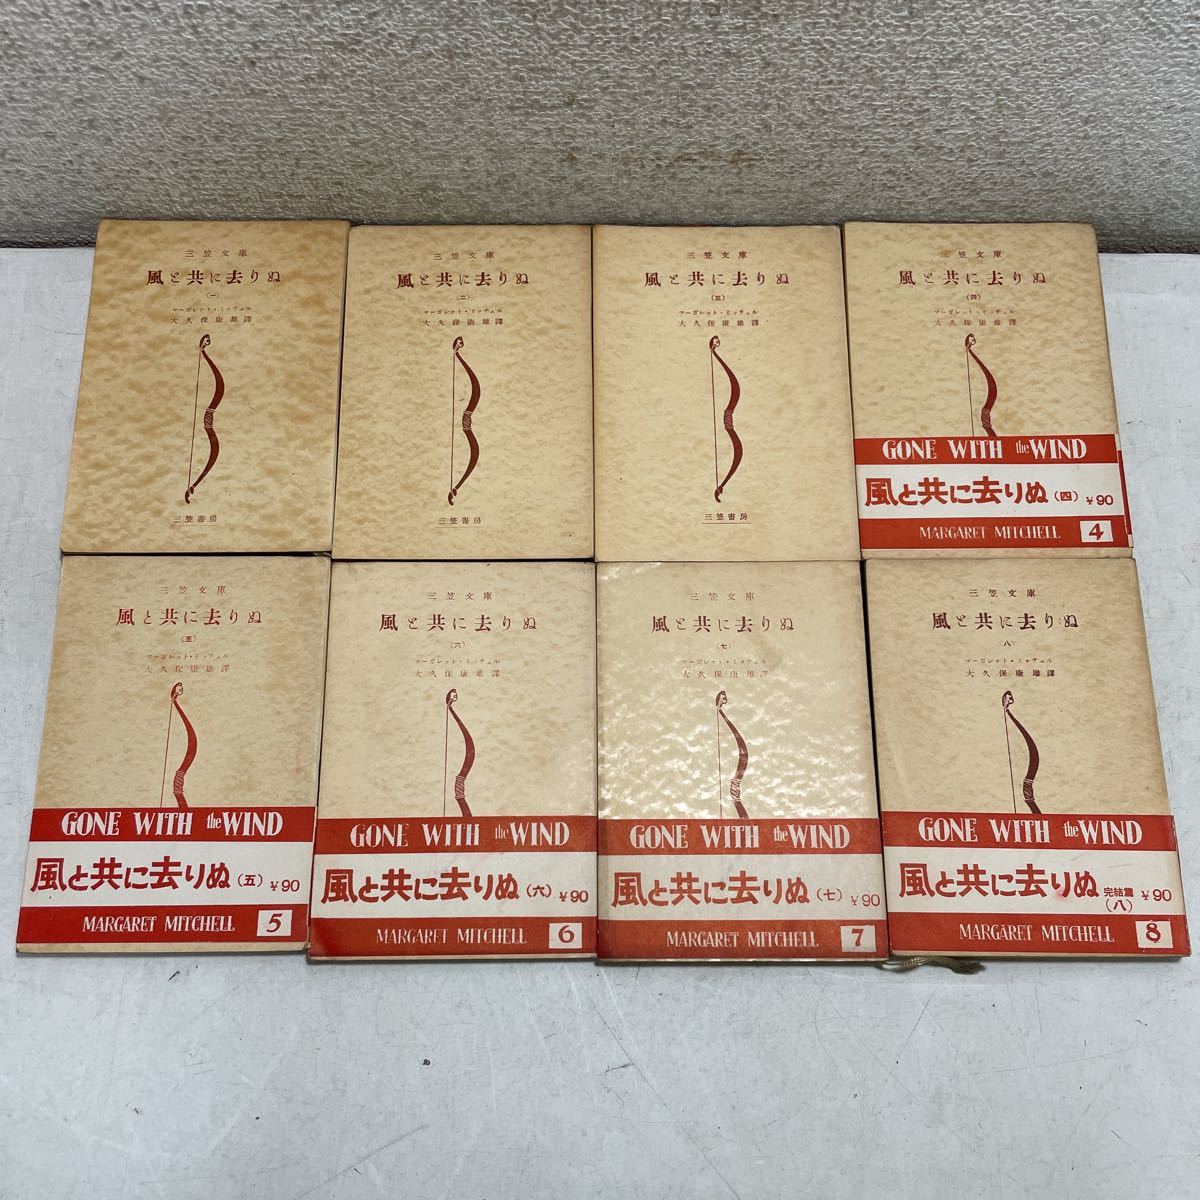 三笠文庫
風と共に去りぬ
(一)
マーガレット・ミッチェル
大久保康雄譯
三笠書房
三笠文庫
風と共に去りぬ
(二)
マーガレット・ミッチェル
大久保康雄譯
三笠書房
三笠文庫
風と共に去りぬ
(三)
マーガレット・ミッチェル
大久保康雄譯
三笠書房
三笠文庫
風と共に去りぬ
(四)
マーガレット・ミッチェル
大久保康雄譯
GONE WITH the WIND
風と共に去りぬ (四) ¥90
MARGARET MITCHELL 4
三笠文庫
風と共に去りぬ
(五)
マーガレット・ミッチェル
大久保康雄譯
GONE WITH the WIND
風と共に去りぬ (五) ¥90
MARGARET MITCHELL 5
三笠文庫
風と共に去りぬ
(六)
マーガレット・ミッチェル
大久保康雄譯
GONE WITH the WIND
風と共に去りぬ (六) ¥90
MARGARET MITCHELL 6
三笠文庫
風と共に去りぬ
(七)
マーガレット・ミッチェル
大久保康雄譯
GONE WITH the WIND
風と共に去りぬ (七) ¥90
MARGARET MITCHELL 7
三笠文庫
風と共に去りぬ
(八)
マーガレット・ミッチェル
大久保康雄譯
GONE WITH the WIND
風と共に去りぬ 完結篇 (八) ¥90
MARGARET MITCHELL 8